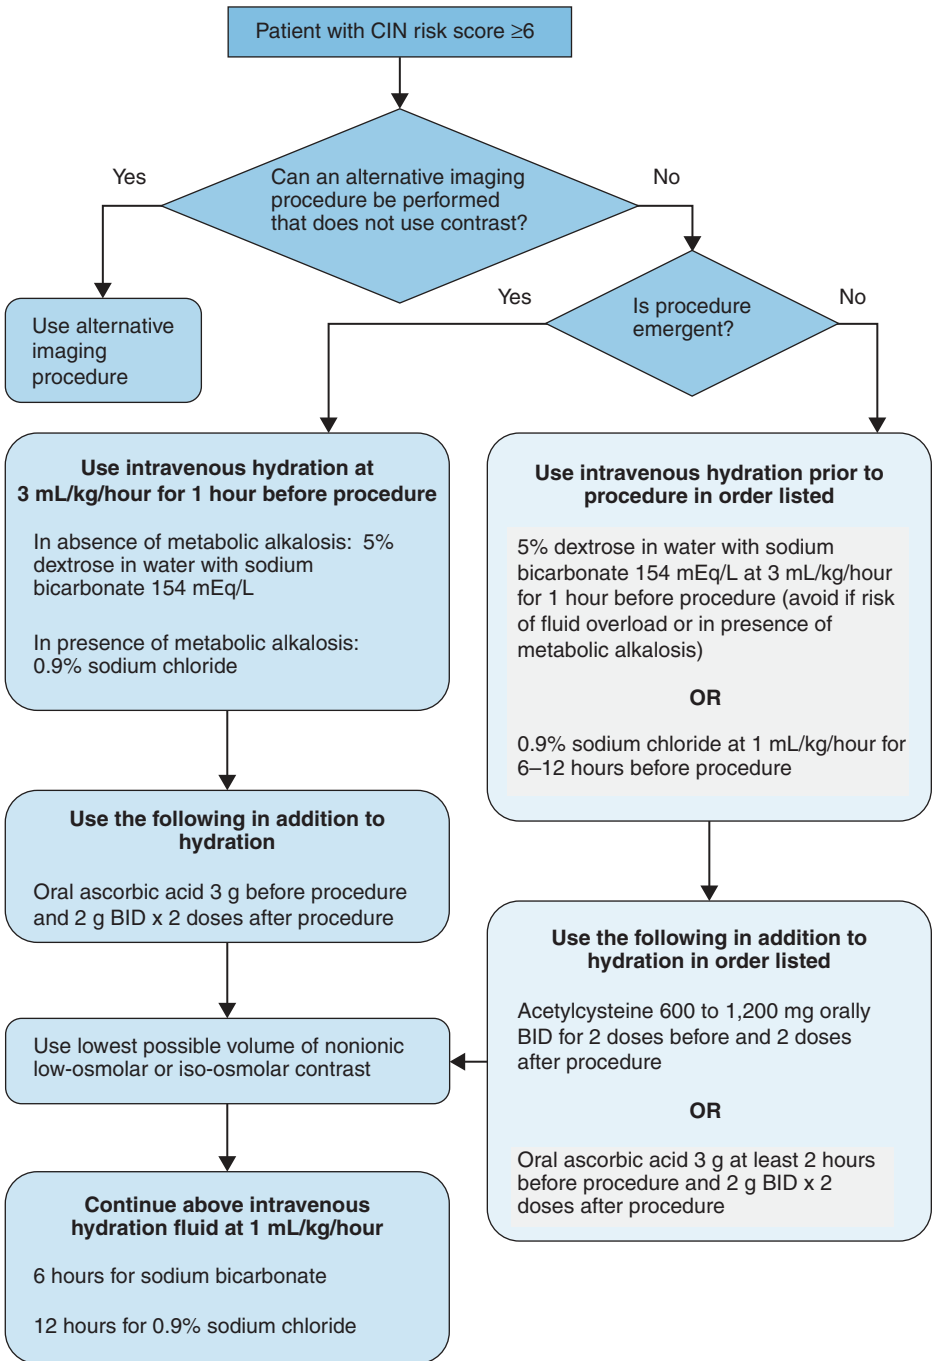 Patient with CIN risk score ≥6
Yes
Can an alternative imaging
procedure be performed
that does not use contrast?
No
Use alternative
imaging
procedure
Yes
Is procedure
emergent?
No
Use intravenous hydration at
3 mL/kg/hour for 1 hour before procedure
In absence of metabolic alkalosis: 5%
dextrose in water with sodium
bicarbonate 154 mEq/L
In presence of metabolic alkalosis:
0.9% sodium chloride
Use intravenous hydration prior to
procedure in order listed
5% dextrose in water with sodium
bicarbonate 154 mEq/L at 3 mL/kg/hour
for 1 hour before procedure (avoid if risk
of fluid overload or in presence of
metabolic alkalosis)
OR
0.9% sodium chloride at 1 mL/kg/hour for
6–12 hours before procedure
Use the following in addition to
hydration
Oral ascorbic acid 3 g before procedure
and 2 g BID x 2 doses after procedure
Use the following in addition to
hydration in order listed
Acetylcysteine 600 to 1,200 mg orally
BID for 2 doses before and 2 doses
after procedure
OR
Oral ascorbic acid 3 g at least 2 hours
before procedure and 2 g BID x 2
doses after procedure
Use lowest possible volume of nonionic
low-osmolar or iso-osmolar contrast
Continue above intravenous
hydration fluid at 1 mL/kg/hour
6 hours for sodium bicarbonate
12 hours for 0.9% sodium chloride